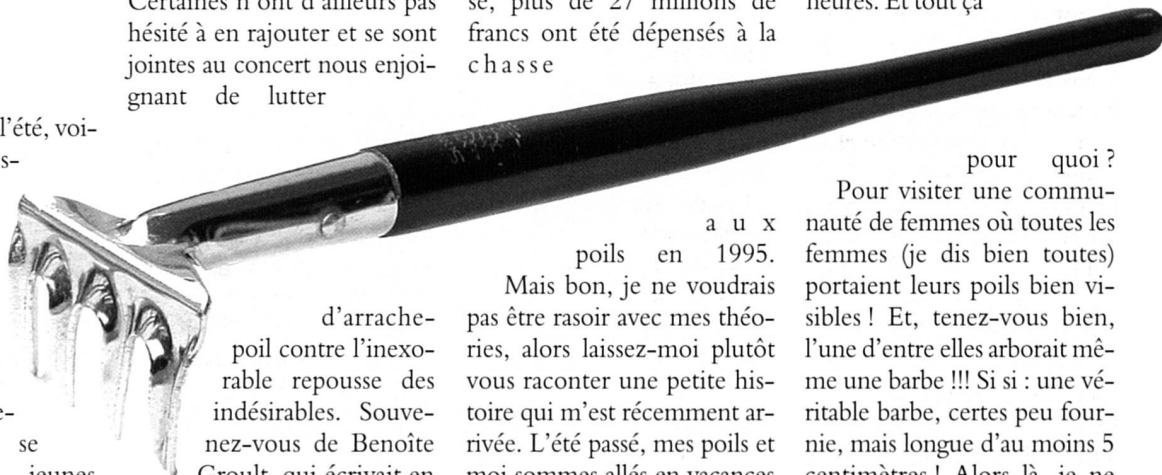 l'été, voi-
s-
e-
se
jeunes
Certaines n'ont d'ailleurs pas
hésité à en rajouter et se sont
jointes au concert nous enjoi-
gnant de lutter
d'arrache-
poil contre l'inexo-
rable repousse des
indésirables. Souve-
nez-vous de Benoîte
Groult, qui écrivait en
se, plus de 27 millions de
francs ont été dépensés à la
chasse
aux
poils en 1995.
Mais bon, je ne voudrais
pas être rasoir avec mes théo-
ries, alors laissez-moi plutôt
vous raconter une petite his-
toire qui m'est récemment ar-
rivée. L'été passé, mes poils et
moi sommes allés en vacances
heures. Et tout ça
pour quoi ?
Pour visiter une commu-
nauté de femmes où toutes les
femmes (je dis bien toutes)
portaient leurs poils bien vi-
sibles ! Et, tenez-vous bien,
l'une d'entre elles arborait mê-
me une barbe !!! Si si : une vé-
ritable barbe, certes peu four-
nie, mais longue d'au moins 5
centimètres ! Alors là, je ne